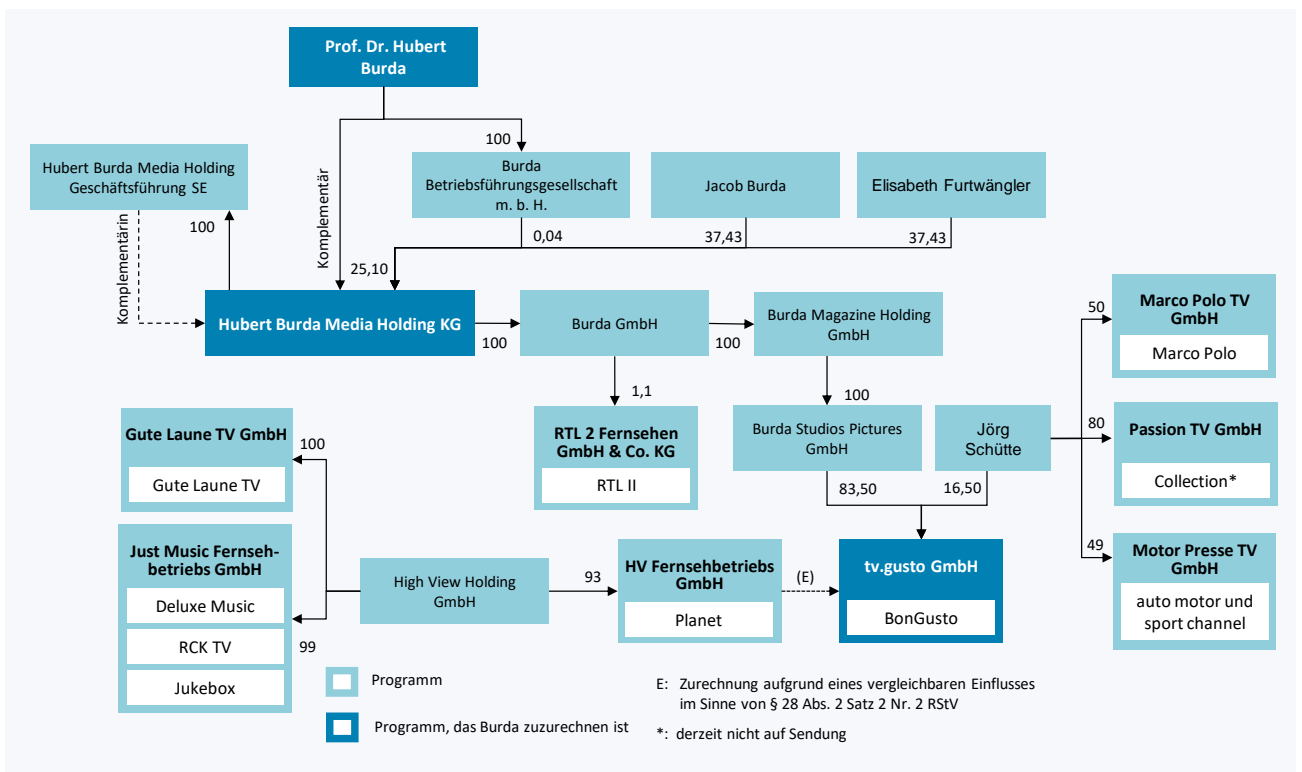 Prof. Dr. Hubert
Burda
100
Hubert Burda Media Holding
Geschäftsführung SE
Burda
Betriebsführungsgesellschaft
m. b. H.
Jacob Burda
Elisabeth Furtwängler
Komplementär
Komplementärin
100
0,04
37,43
37,43
25,10
Hubert Burda Media Holding KG
100
Burda GmbH
100
Burda Magazine Holding
GmbH
50
Marco Polo TV
GmbH
Marco Polo
1,1
100
Gute Laune TV GmbH
Gute Laune TV
100
RTL 2 Fernsehen
GmbH & Co. KG
RTL II
Burda Studios Pictures
GmbH
Jörg
Schütte
80
Passion TV GmbH
Collection*
83,50
16,50
Just Music Fernseh-
betriebs GmbH
Deluxe Music
RCK TV
Jukebox
99
High View Holding
GmbH
93
HV Fernsehbetriebs
GmbH
Planet
(E)
tv.gusto GmbH
BonGusto
49
Motor Presse TV
GmbH
auto motor und
sport channel
Programm
Programm, das Burda zuzurechnen ist
E: Zurechnung aufgrund eines vergleichbaren Einflusses
im Sinne von § 28 Abs. 2 Satz 2 Nr. 2 RStV
*: derzeit nicht auf Sendung